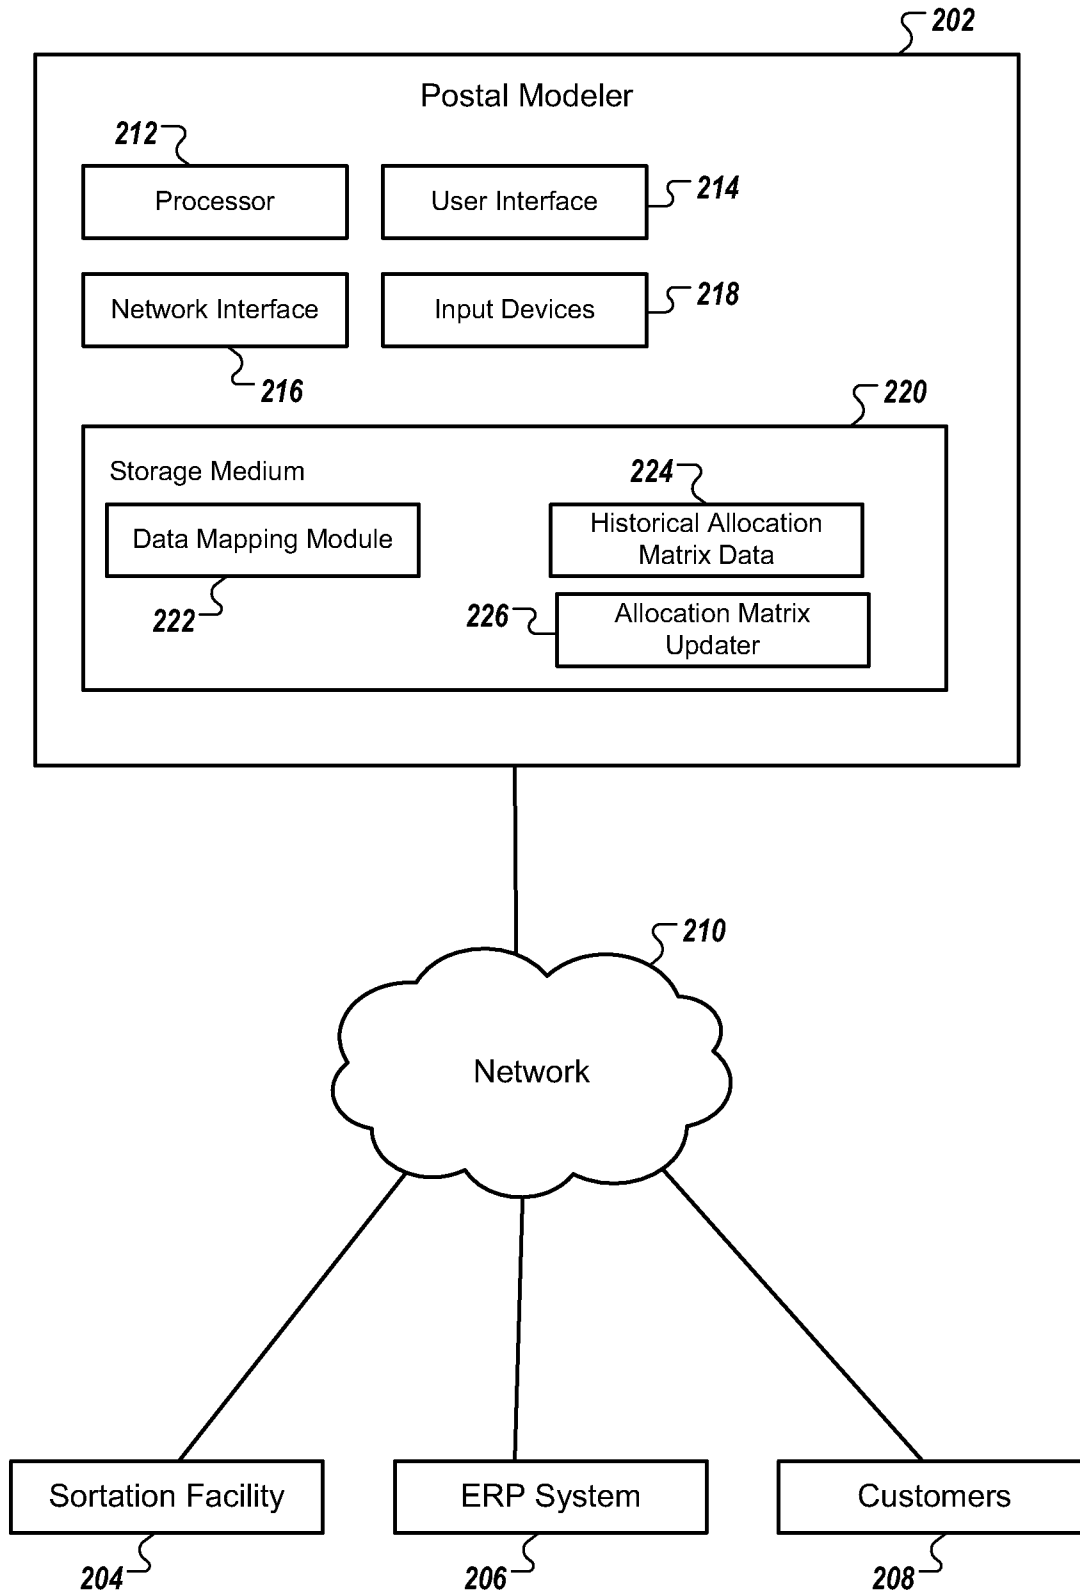 202
Postal Modeler
212
Processor
User Interface
214
Network Interface
Input Devices
218
216
220
Storage Medium
224
Data Mapping Module
Historical Allocation
Matrix Data
222
226
Allocation Matrix
Updater
210
Network
Sortation Facility
ERP System
Customers
204
206
208